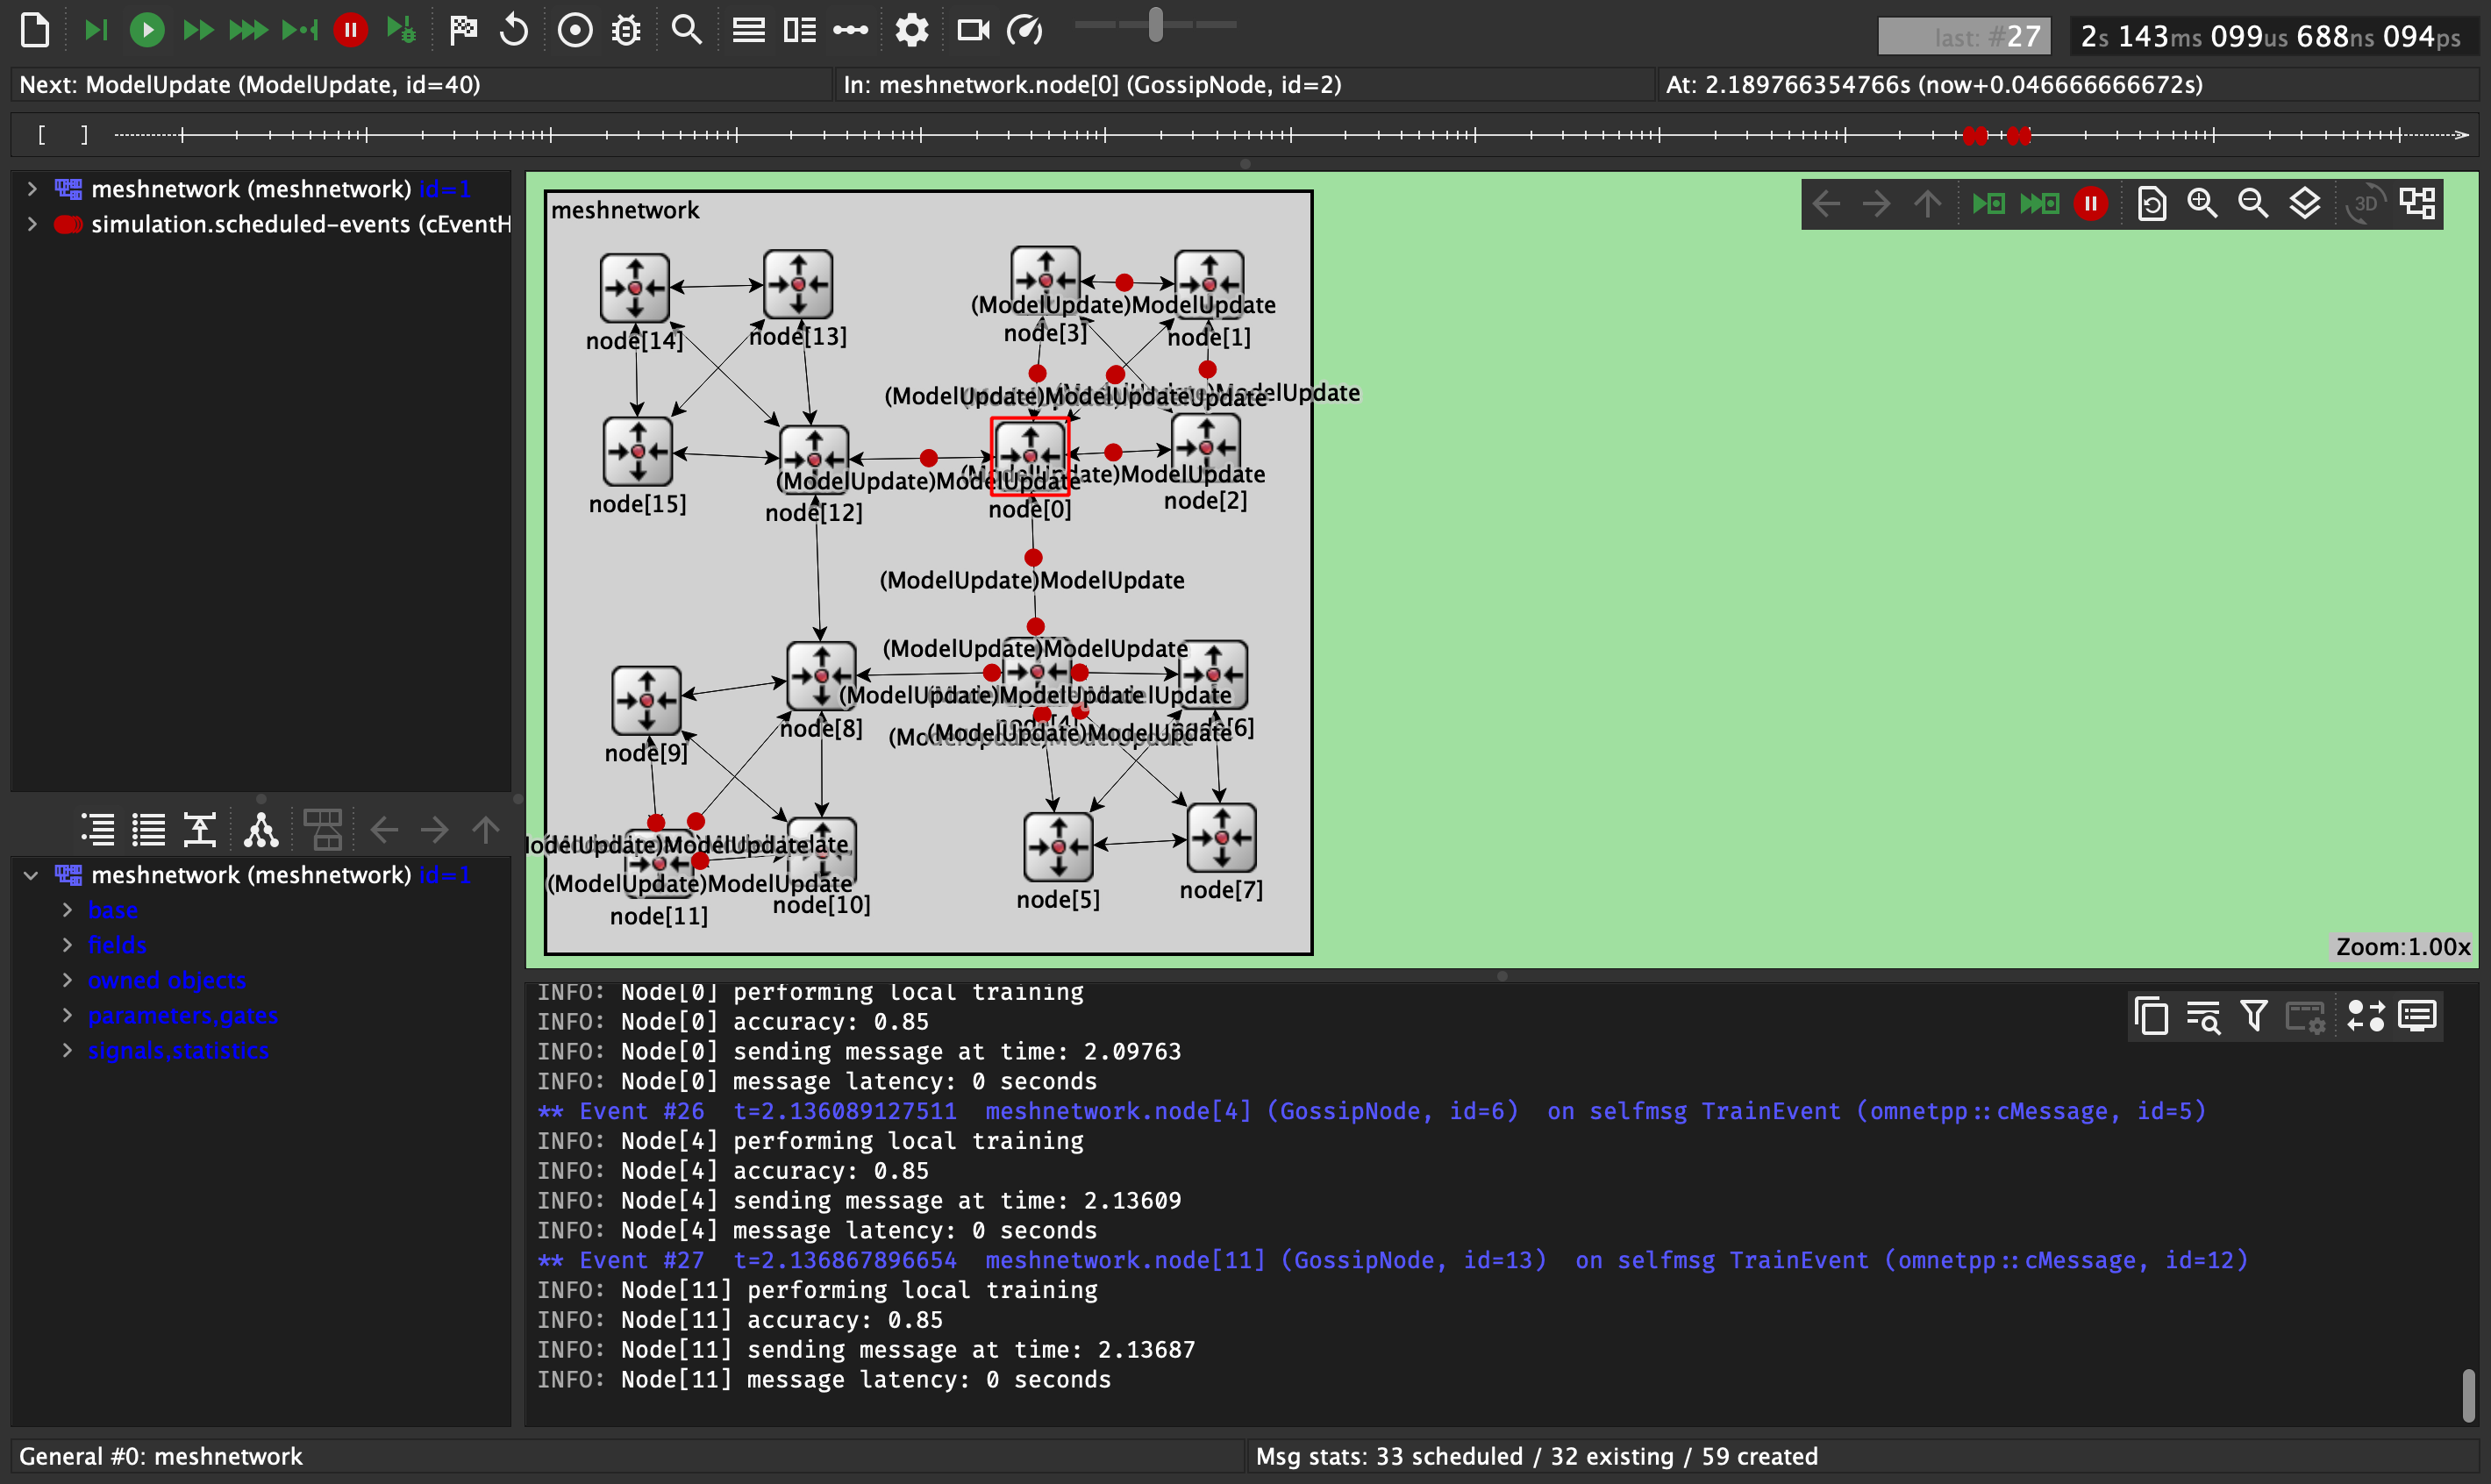 last: #27
2s 143ms 099us 688ns 094ps
Next: ModelUpdate (ModelUpdate, id=40)
In: meshnetwork.node[0] (GossipNode, id=2)
At: 2.189766354766s (now+0.046666666672s)
[ ]
meshnetwork (meshnetwork) id=1
simulation.scheduled-events (cEventH
meshnetwork
3D
(ModelUpdate)ModelUpdate
node[14]
node[13]
node[3]
node[1]
(ModelUpdate)ModelUpdate
ModelUpdate
(ModelUpdate)ModelUpdate
ModelUpdate
node[15]
node[12]
node[0]
node[2]
(ModelUpdate)ModelUpdate
(ModelUpdate)ModelUpdate
(ModelUpdate)ModelUpdate
ModelUpdate
node[8]
node[4]
(ModelUpdate)ModelUpdate
node[9]
lodelUpdate)ModelUpdate
(ModelUpdate)ModelUpdate
node[11]
node[10]
node[5]
node[7]
Zoom:1.00x
meshnetwork (meshnetwork) id=1
base
fields
owned objects
parameters,gates
signals,statistics
INFO: Node[0] performing local training
INFO: Node[0] accuracy: 0.85
INFO: Node[0] sending message at time: 2.09763
INFO: Node[0] message latency: 0 seconds
** Event #26 t=2.136089127511 meshnetwork.node[4] (GossipNode, id=6) on selfmsg TrainEvent (omnetpp::cMessage, id=5)
INFO: Node[4] performing local training
INFO: Node[4] accuracy: 0.85
INFO: Node[4] sending message at time: 2.13609
INFO: Node[4] message latency: 0 seconds
** Event #27 t=2.136867896654 meshnetwork.node[11] (GossipNode, id=13) on selfmsg TrainEvent (omnetpp::cMessage, id=12)
INFO: Node[11] performing local training
INFO: Node[11] accuracy: 0.85
INFO: Node[11] sending message at time: 2.13687
INFO: Node[11] message latency: 0 seconds
General #0: meshnetwork
Msg stats: 33 scheduled / 32 existing / 59 created